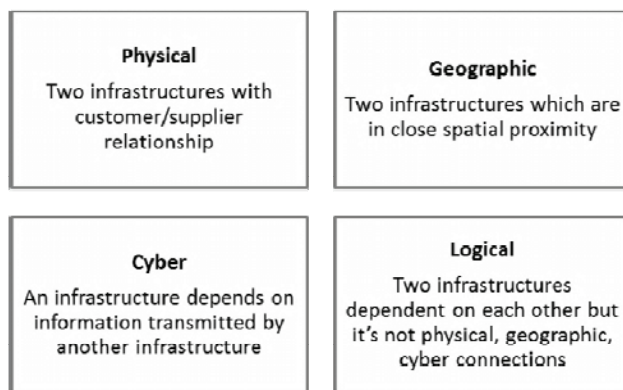 Physical
Two infrastructures with
customer/supplier
relationship
Geographic
Two infrastructures which are
in close spatial proximity
Cyber
An infrastructure depends on
information transmitted by
another infrastructure
Logical
Two infrastructures
dependent on each other but
it's not physical, geographic,
cyber connections